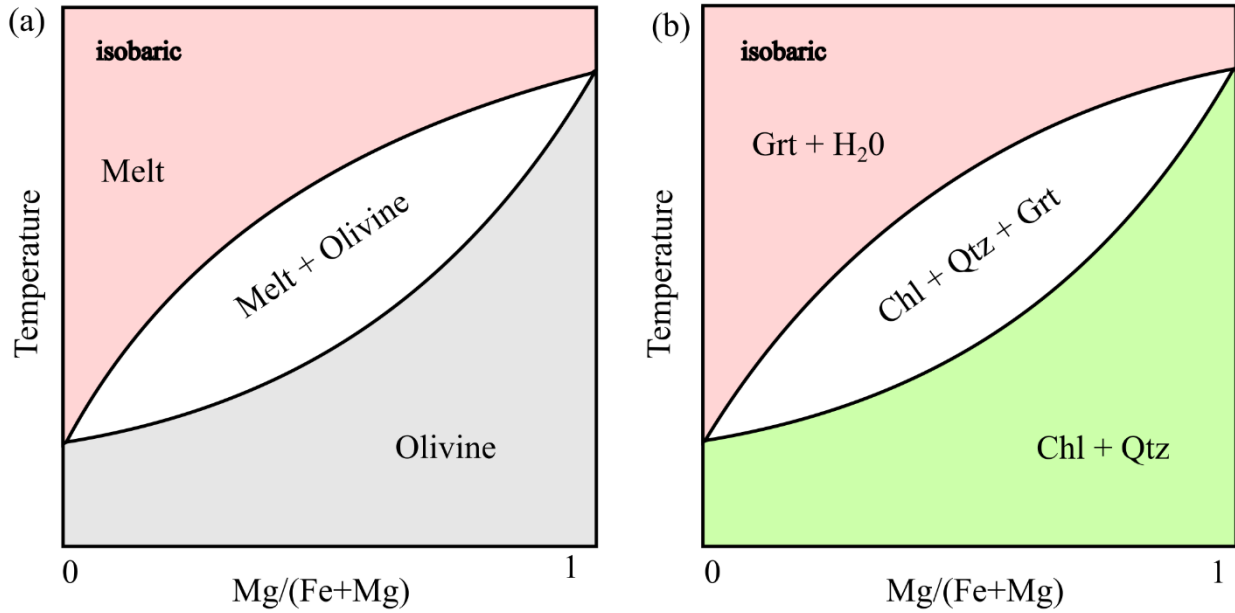 (a)
isobaric
Melt
Melt + Olivine
Olivine
Temperature
0
1
Mg/(Fe+Mg)
(b)
isobaric
Grt + H₂0
Chl + Qtz + Grt
Chl + Qtz
Temperature
0
1
Mg/(Fe+Mg)